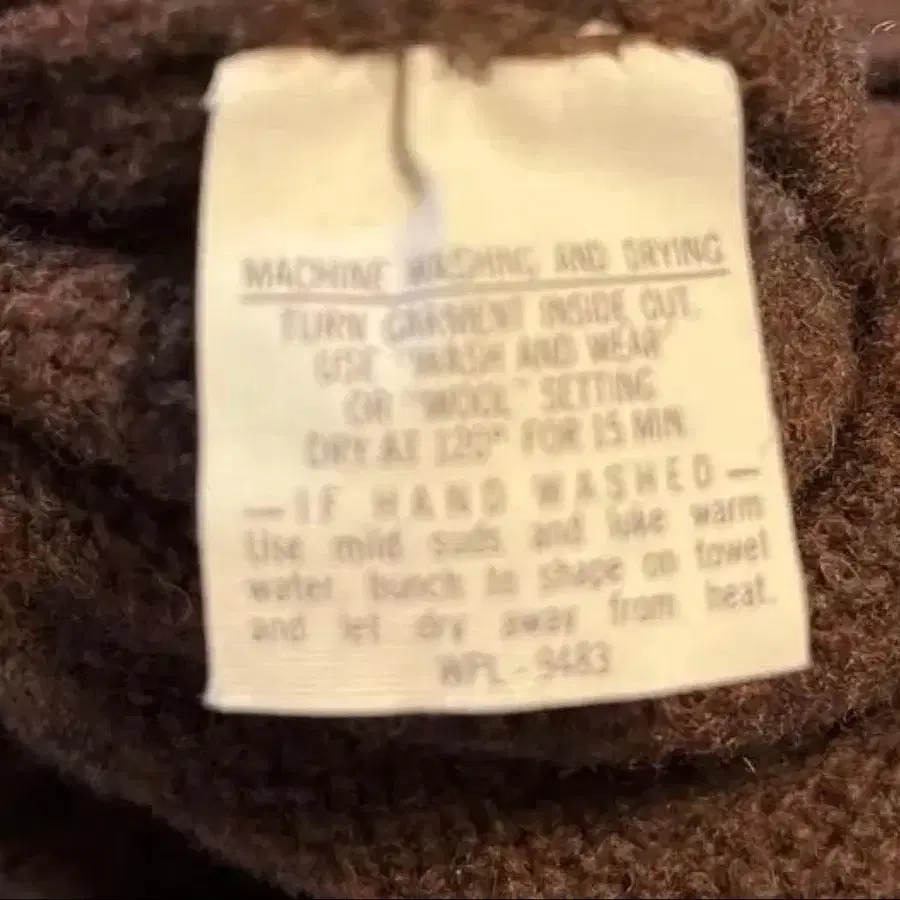 MACHINE WASHING AND DRYING
TURN GARMENT INSIDE OUT.
USE "WASH AND WEAR"
OR "WOOL" SETTING
DRY AT 120° FOR 15 MIN.
—IF HAND WASHED—
Use mild suds and luke warm
water bunch to shape on towel
and let dry away from heat.
WPL-9483